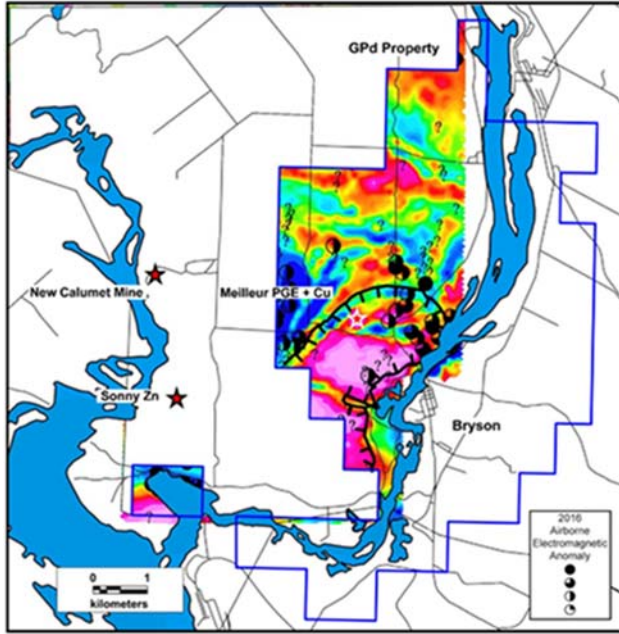 GPd Property
New Calumet Mine
Meilleur PGE + Cu
Sonny Zn
Bryson
2016
Airborne
Electromagnetic
Anomaly
0 1
kilometers